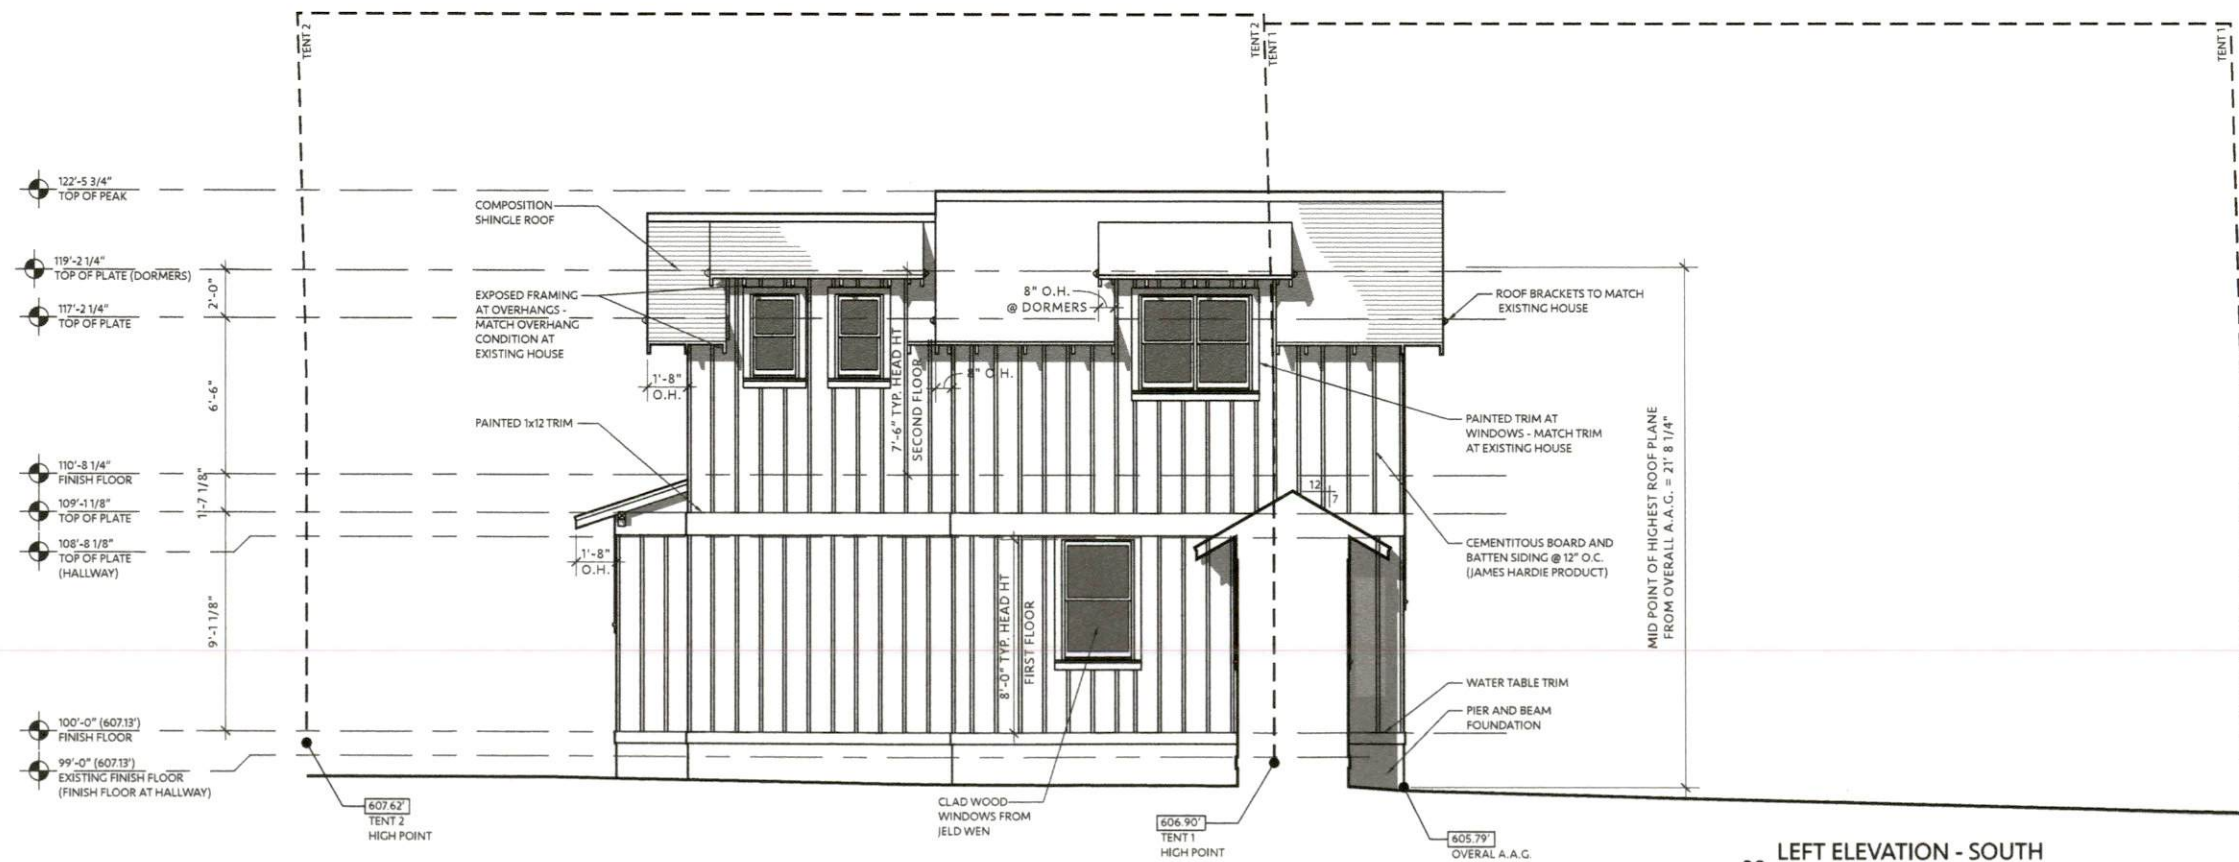 TENT 2
TENT 2
TENT 1
TENT 1
122'-5 3/4"
TOP OF PEAK
119'-2 1/4"
TOP OF PLATE (DORMERS)
117'-2 1/4"
TOP OF PLATE
110'-8 1/4"
FINISH FLOOR
109'-1 1/8"
TOP OF PLATE
108'-8 1/8"
TOP OF PLATE
(HALLWAY)
100'-0" (607.13')
FINISH FLOOR
99'-0" (607.13')
EXISTING FINISH FLOOR
(FINISH FLOOR AT HALLWAY)
2'-0"
6'-6"
1'-7 1/8"
9'-1 1/8"
COMPOSITION
SHINGLE ROOF
EXPOSED FRAMING
AT OVERHANGS -
MATCH OVERHANG
CONDITION AT
EXISTING HOUSE
1'-8"
O.H.
PAINTED 1x12 TRIM
1'-8"
O.H.
7'-6" TYP. HEAD HT
SECOND FLOOR
8" O.H.
8" O.H.
@ DORMERS
8'-0" TYP. HEAD HT
FIRST FLOOR
12
7
ROOF BRACKETS TO MATCH
EXISTING HOUSE
PAINTED TRIM AT
WINDOWS - MATCH TRIM
AT EXISTING HOUSE
CEMENTITOUS BOARD AND
BATTEN SIDING @ 12" O.C.
(JAMES HARDIE PRODUCT)
MID POINT OF HIGHEST ROOF PLANE
FROM OVERALL A.A.G. = 21' 8 1/4"
WATER TABLE TRIM
PIER AND BEAM
FOUNDATION
607.62'
TENT 2
HIGH POINT
CLAD WOOD
WINDOWS FROM
JELD WEN
606.90'
TENT 1
HIGH POINT
605.79'
OVERAL A.A.G.
LEFT ELEVATION - SOUTH